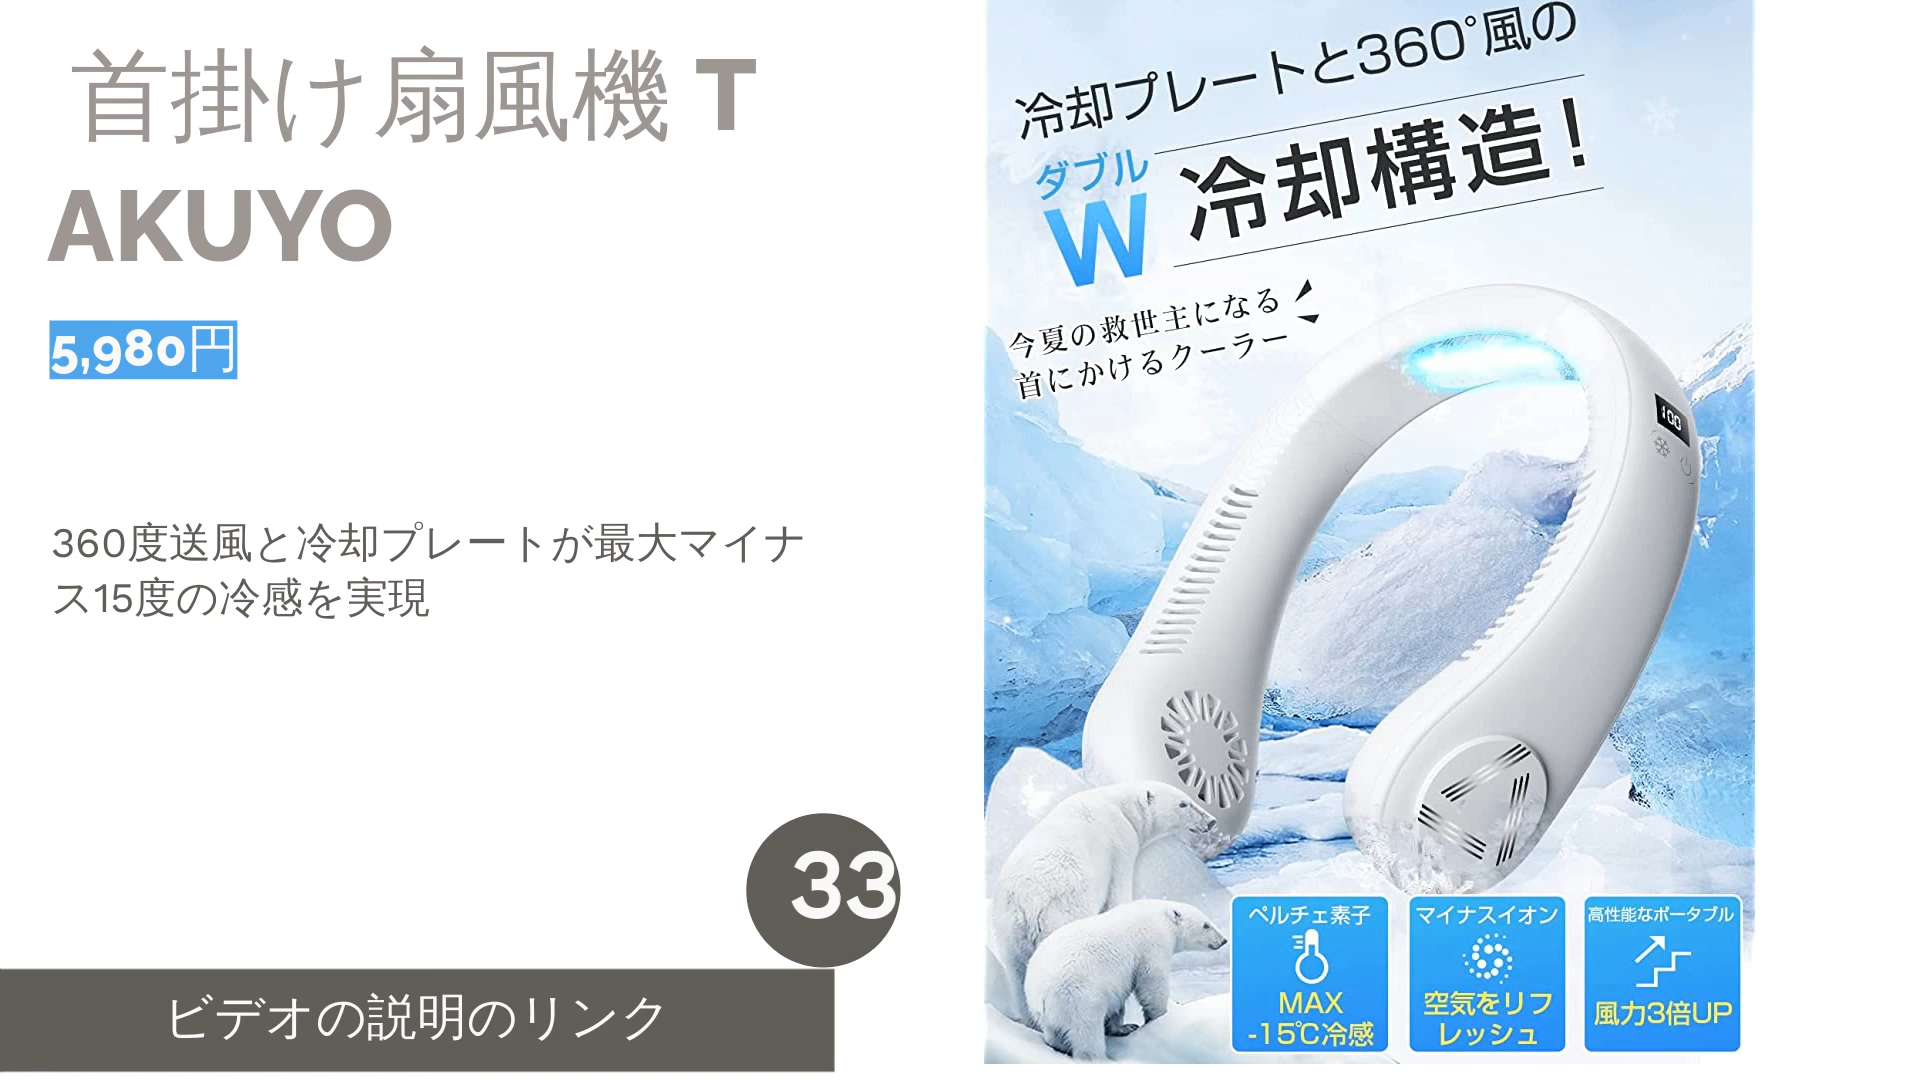 首掛け扇風機 T
AKUYO
5,980円
360度送風と冷却プレートが最大マイナ
ス15度の冷感を実現
33
ビデオの説明のリンク
冷却プレートと360°風の
ダブル
W 冷却構造！
今夏の救世主になる
首にかけるクーラー
100
ペルチェ素子
MAX
-15℃冷感
マイナスイオン
空気をリフ
レッシュ
高性能なポータブル
風力3倍UP